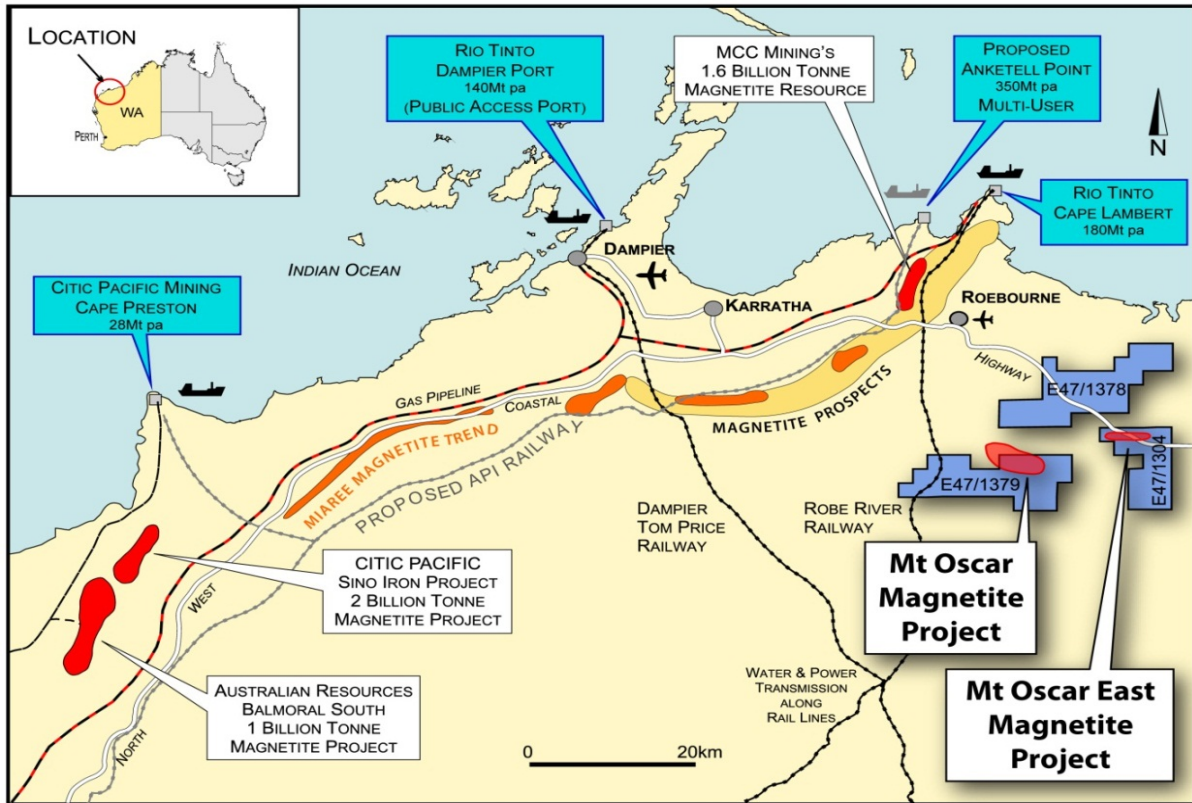 LOCATION
WA
PERTH
RIO TINTO
DAMPIER PORT
140Mt pa
(PUBLIC ACCESS PORT)
MCC MINING'S
1.6 BILLION TONNE
MAGNETITE RESOURCE
PROPOSED
ANKETELL POINT
350Mt pa
MULTI-USER
N
RIO TINTO
CAPE LAMBERT
180Mt pa
INDIAN OCEAN
DAMPIER
KARRATHA
ROEBOURNE
CITIC PACIFIC MINING
CAPE PRESTON
28Mt pa
GAS PIPELINE
COASTAL
HIGHWAY
E47/1378
MIAREE MAGNETITE TREND
MAGNETITE PROSPECTS
PROPOSED API RAILWAY
E47/1304
E47/1379
DAMPIER
TOM PRICE
RAILWAY
ROBE RIVER
RAILWAY
CITIC PACIFIC
SINO IRON PROJECT
2 BILLION TONNE
MAGNETITE PROJECT
WEST
Mt Oscar
Magnetite
Project
AUSTRALIAN RESOURCES
BALMORAL SOUTH
1 BILLION TONNE
MAGNETITE PROJECT
WATER & POWER
TRANSMISSION
ALONG
RAIL LINES
Mt Oscar East
Magnetite
Project
NORTH
0 20km